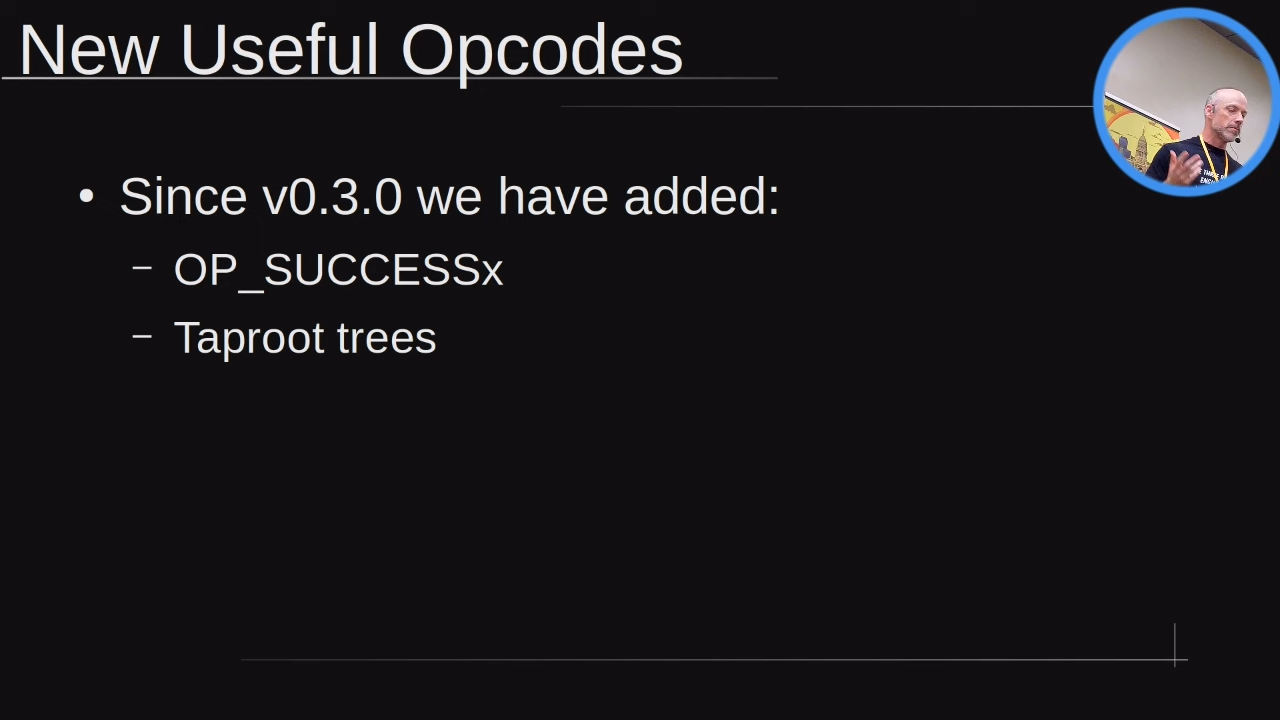 New Useful Opcodes
• Since v0.3.0 we have added:
– OP_SUCCESSx
– Taproot trees